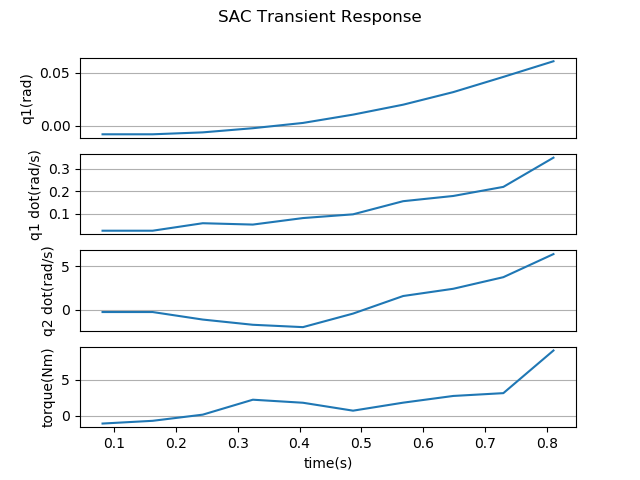 SAC Transient Response
q1(rad)
0.05
0.00
q1 dot(rad/s)
0.3
0.2
0.1
q2 dot(rad/s)
5
0
torque(Nm)
5
0
0.1 0.2 0.3 0.4 0.5 0.6 0.7 0.8
time(s)